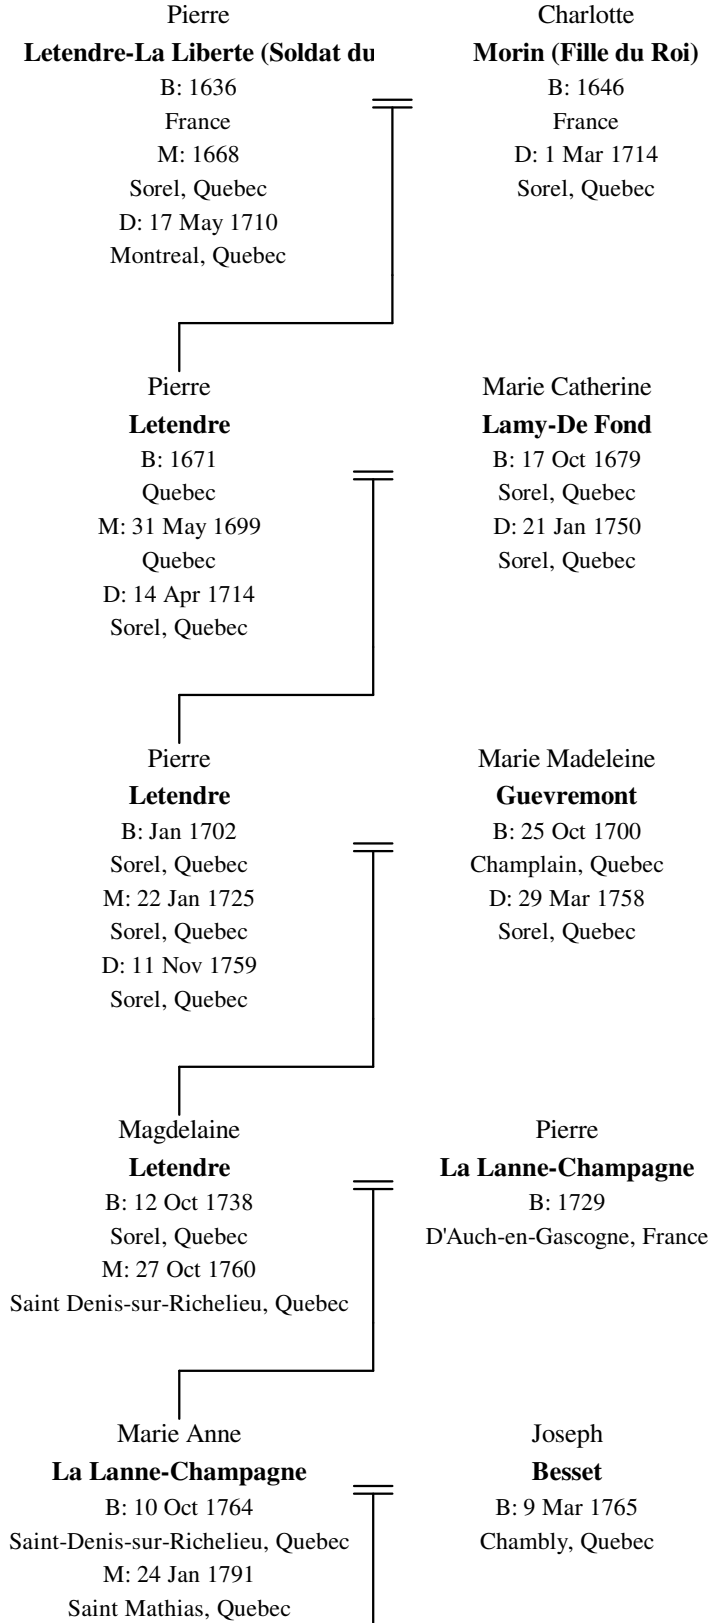 Pierre
Letendre-La Liberte (Soldat du
B: 1636
France
M: 1668
Sorel, Quebec
D: 17 May 1710
Montreal, Quebec
Charlotte
Morin (Fille du Roi)
B: 1646
France
D: 1 Mar 1714
Sorel, Quebec
Pierre
Letendre
B: 1671
Quebec
M: 31 May 1699
Quebec
D: 14 Apr 1714
Sorel, Quebec
Marie Catherine
Lamy-De Fond
B: 17 Oct 1679
Sorel, Quebec
D: 21 Jan 1750
Sorel, Quebec
Pierre
Letendre
B: Jan 1702
Sorel, Quebec
M: 22 Jan 1725
Sorel, Quebec
D: 11 Nov 1759
Sorel, Quebec
Marie Madeleine
Guevremont
B: 25 Oct 1700
Champlain, Quebec
D: 29 Mar 1758
Sorel, Quebec
Magdelaine
Letendre
B: 12 Oct 1738
Sorel, Quebec
M: 27 Oct 1760
Saint Denis-sur-Richelieu, Quebec
Pierre
La Lanne-Champagne
B: 1729
D'Auch-en-Gascogne, France
Marie Anne
La Lanne-Champagne
B: 10 Oct 1764
Saint-Denis-sur-Richelieu, Quebec
M: 24 Jan 1791
Saint Mathias, Quebec
Joseph
Besset
B: 9 Mar 1765
Chambly, Quebec